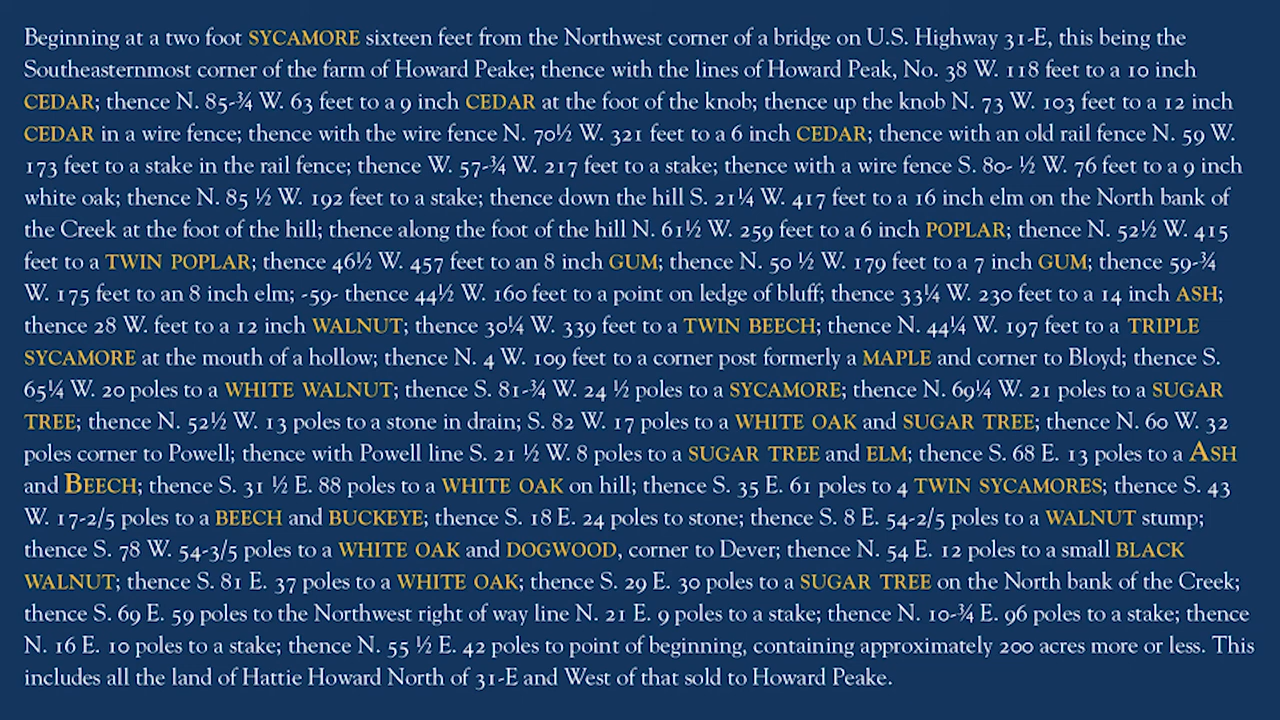 Beginning at a two foot SYCAMORE sixteen feet from the Northwest corner of a bridge on U.S. Highway 31-E, this being the
Southeasternmost corner of the farm of Howard Peake; thence with the lines of Howard Peak, No. 38 W. 118 feet to a 10 inch
CEDAR; thence N. 85-¾ W. 63 feet to a 9 inch CEDAR at the foot of the knob; thence up the knob N. 73 W. 103 feet to a 12 inch
CEDAR in a wire fence; thence with the wire fence N. 70½ W. 321 feet to a 6 inch CEDAR; thence with an old rail fence N. 59 W.
173 feet to a stake in the rail fence; thence W. 57-¾ W. 217 feet to a stake; thence with a wire fence S. 80- ½ W. 76 feet to a 9 inch
white oak; thence N. 85 ½ W. 192 feet to a stake; thence down the hill S. 21¼ W. 417 feet to a 16 inch elm on the North bank of
the Creek at the foot of the hill; thence along the foot of the hill N. 61½ W. 259 feet to a 6 inch POPLAR; thence N. 52½ W. 415
feet to a TWIN POPLAR; thence 46½ W. 457 feet to an 8 inch GUM; thence N. 50 ½ W. 179 feet to a 7 inch GUM; thence 59-¾
W. 175 feet to an 8 inch elm; -59- thence 44½ W. 160 feet to a point on ledge of bluff; thence 33¼ W. 230 feet to a 14 inch ASH;
thence 28 W. feet to a 12 inch WALNUT; thence 30¼ W. 339 feet to a TWIN BEECH; thence N. 44¼ W. 197 feet to a TRIPLE
SYCAMORE at the mouth of a hollow; thence N. 4 W. 109 feet to a corner post formerly a MAPLE and corner to Bloyd; thence S.
65¼ W. 20 poles to a WHITE WALNUT; thence S. 81-¾ W. 24 ½ poles to a SYCAMORE; thence N. 69¼ W. 21 poles to a SUGAR
TREE; thence N. 52½ W. 13 poles to a stone in drain; S. 82 W. 17 poles to a WHITE OAK and SUGAR TREE; thence N. 60 W. 32
poles corner to Powell; thence with Powell line S. 21 ½ W. 8 poles to a SUGAR TREE and ELM; thence S. 68 E. 13 poles to a ASH
and BEECH; thence S. 31 ½ E. 88 poles to a WHITE OAK on hill; thence S. 35 E. 61 poles to 4 TWIN SYCAMORES; thence S. 43
W. 17-2/5 poles to a BEECH and BUCKEYE; thence S. 18 E. 24 poles to stone; thence S. 8 E. 54-2/5 poles to a WALNUT stump;
thence S. 78 W. 54-3/5 poles to a WHITE OAK and DOGWOOD, corner to Dever; thence N. 54 E. 12 poles to a small BLACK
WALNUT; thence S. 81 E. 37 poles to a WHITE OAK; thence S. 29 E. 30 poles to a SUGAR TREE on the North bank of the Creek;
thence S. 69 E. 59 poles to the Northwest right of way line N. 21 E. 9 poles to a stake; thence N. 10-¾ E. 96 poles to a stake; thence
N. 16 E. 10 poles to a stake; thence N. 55 ½ E. 42 poles to point of beginning, containing approximately 200 acres more or less. This
includes all the land of Hattie Howard North of 31-E and West of that sold to Howard Peake.